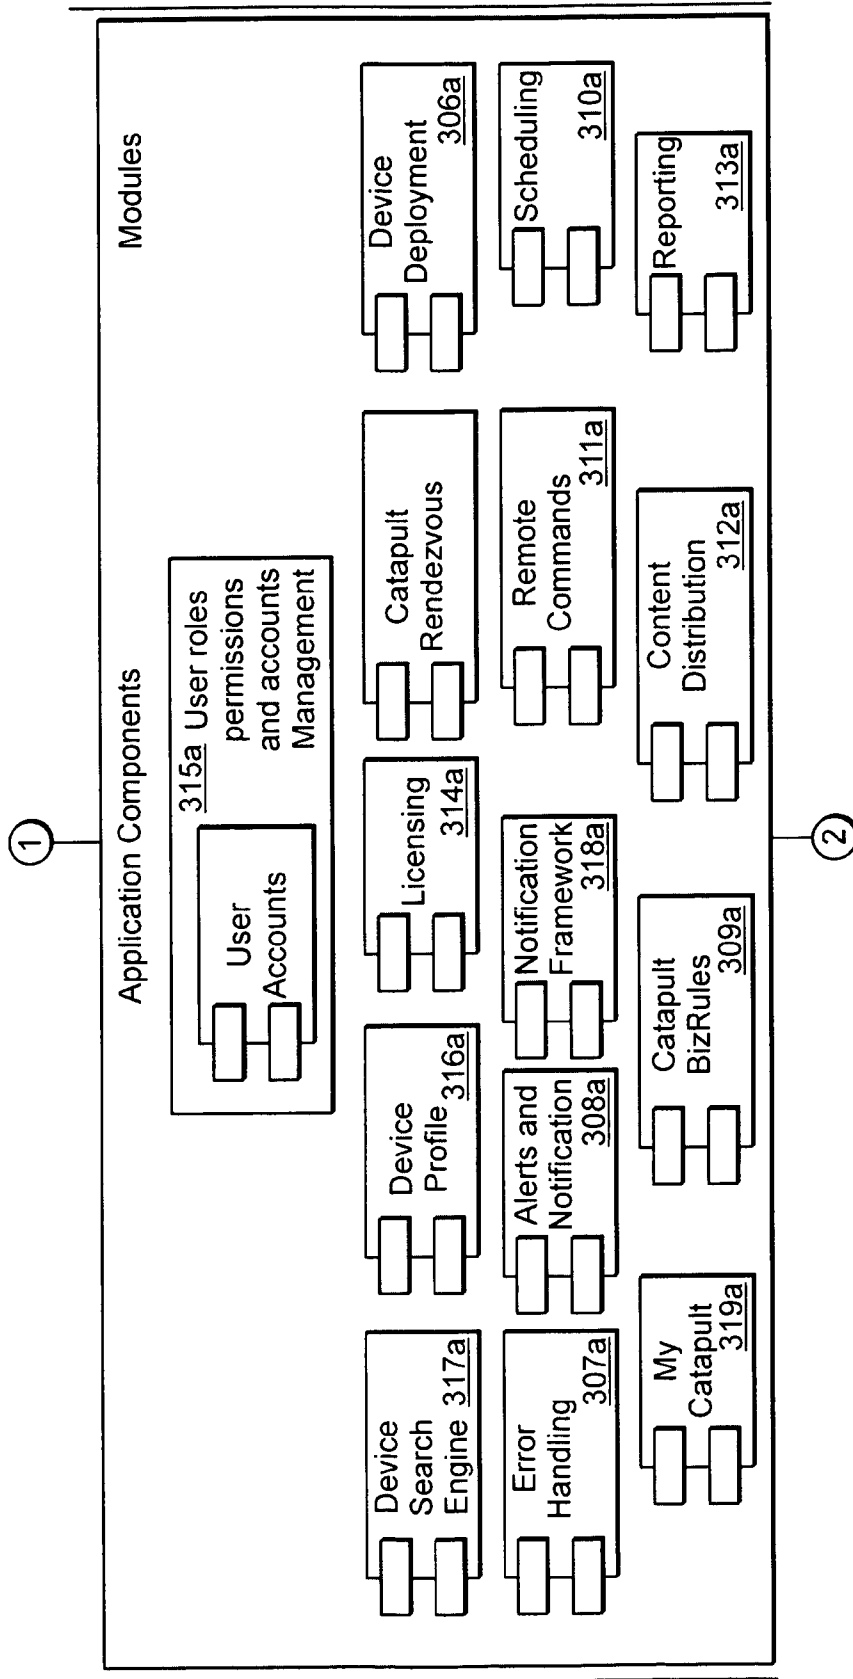 1
Application Components
Modules
315a User roles
permissions
and accounts
Management
User
Accounts
Device
Search
Engine 317a
Device
Profile 316a
Licensing
314a
Catapult
Rendezvous
Device
Deployment
306a
Error
Handling
307a
Alerts and
Notification
308a
Notification
Framework
318a
Remote
Commands
311a
Scheduling
310a
My
Catapult
319a
Catapult
BizRules
309a
Content
Distribution
312a
Reporting
313a
2